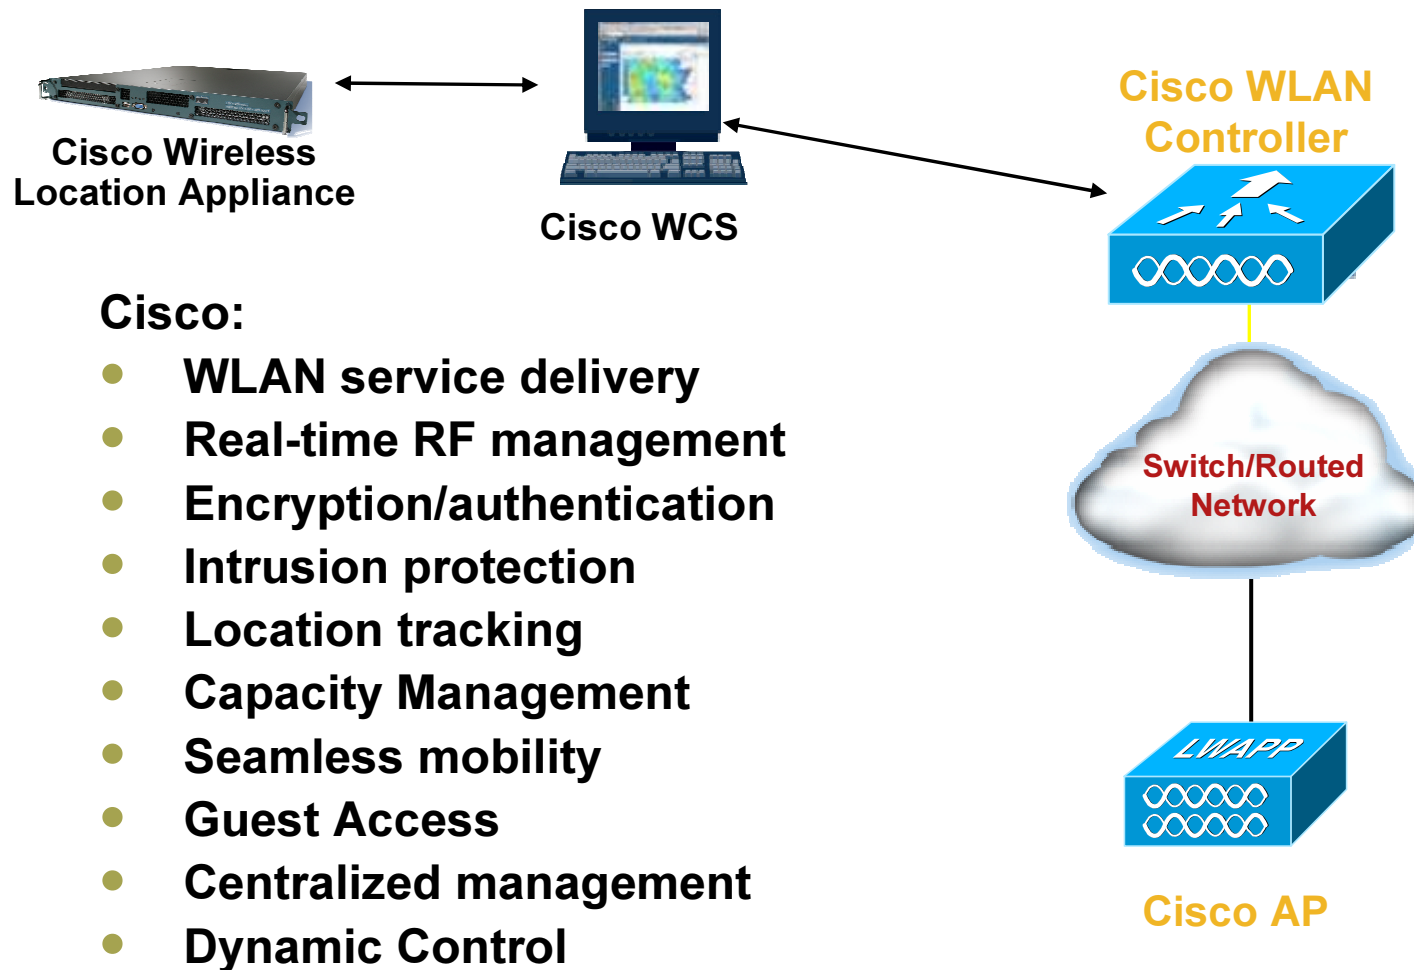 Cisco Wireless
Location Appliance
Cisco WCS
Cisco WLAN
Controller
Cisco:
WLAN service delivery
Real-time RF management
Encryption/authentication
Intrusion protection
Location tracking
Capacity Management
Seamless mobility
Guest Access
Centralized management
Dynamic Control
Switch/Routed
Network
LWAPP
Cisco AP